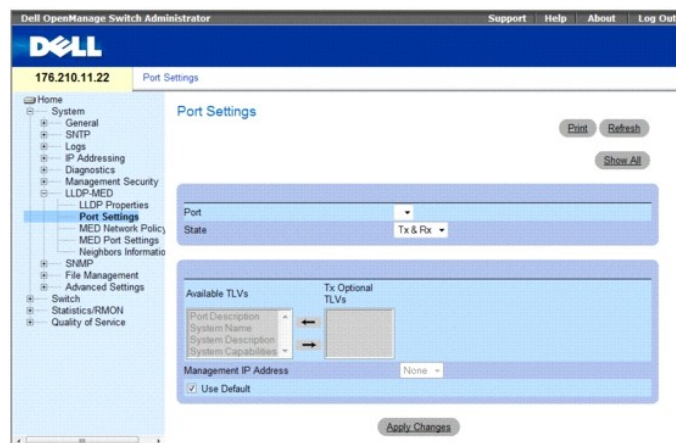 Dell OpenManage Switch Administrator
Support Help About Log Out
DELL
176.210.11.22
Port Settings
Home
System
General
SNTP
Logs
IP Addressing
Diagnostics
Management Security
LLDP-MED
LLDP Properties
Port Settings
MED Network Policy
MED Port Settings
Neighbors Informatio
SNMP
File Management
Advanced Settings
Switch
Statistics/RMON
Quality of Service
Port Settings
Print Refresh
Show All
Port
State Tx & Rx
Available TLVs
Tx Optional
TLVs
Port Description
System Name
System Description
System Capabilities
Management IP Address None
Use Default
Apply Changes